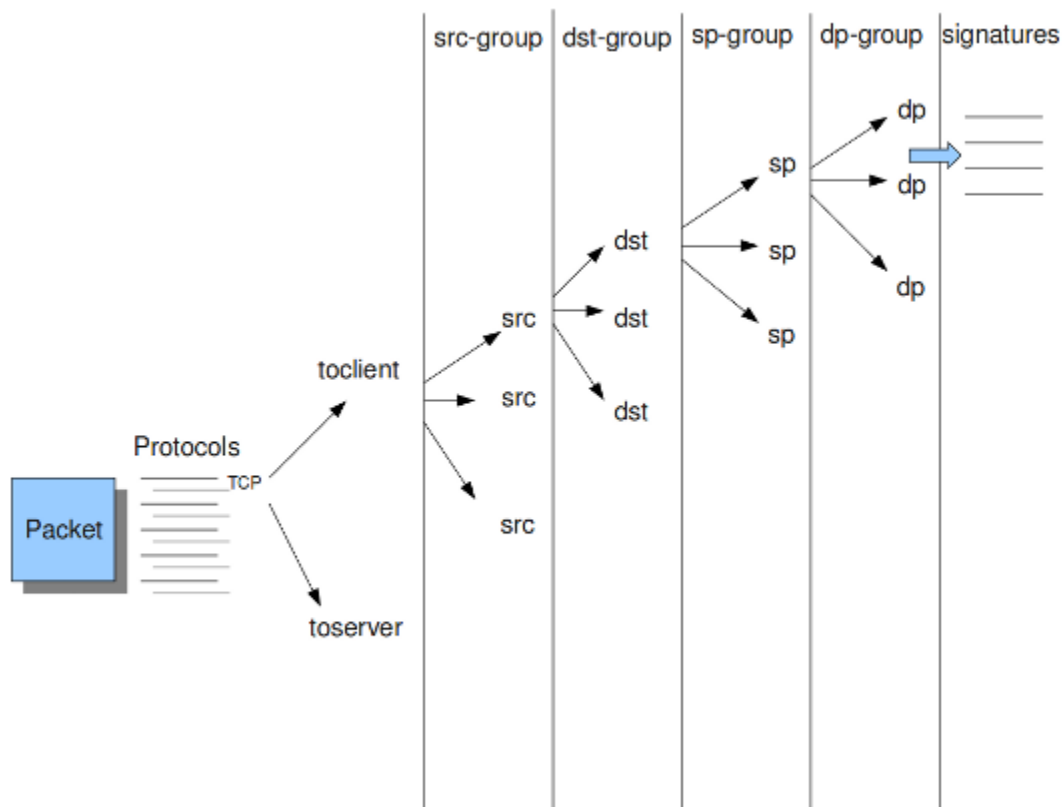 src-group
dst-group
sp-group
dp-group
signatures
dp
sp
dp
dst
sp
dp
src
dst
sp
toclient
src
dst
Protocols
TCP
Packet
src
toserver